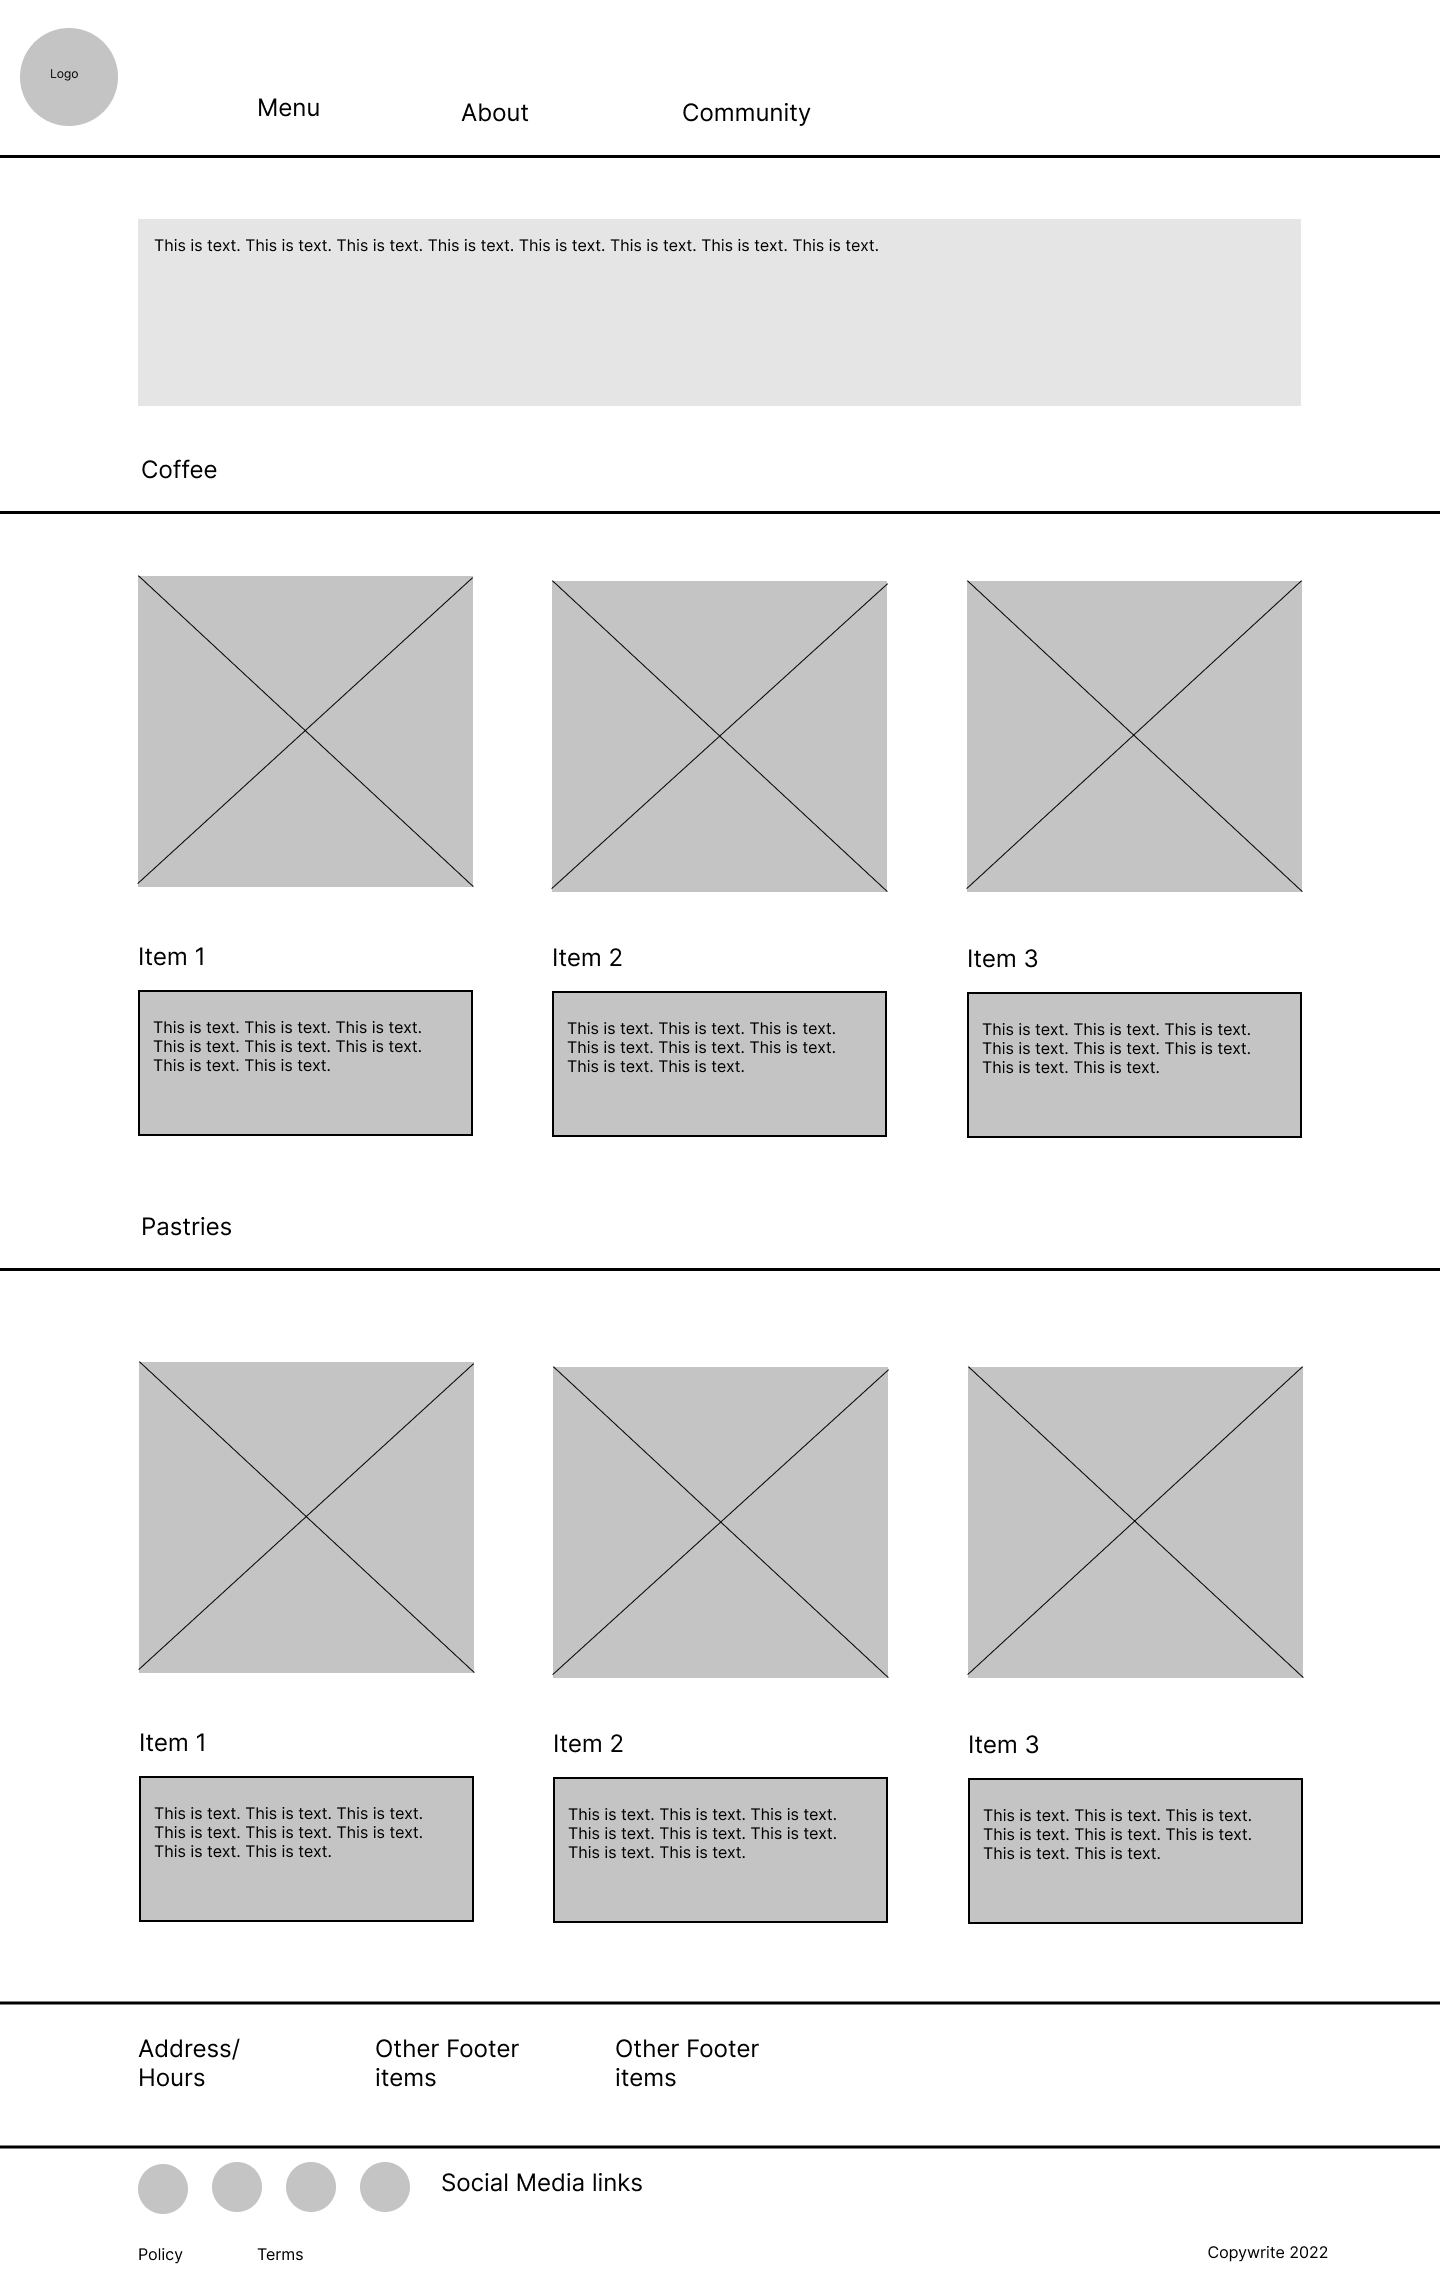 Logo
Menu
About
Community
This is text. This is text. This is text. This is text. This is text. This is text. This is text. This is text.
Coffee
Item 1
This is text. This is text. This is text.
This is text. This is text. This is text.
This is text. This is text.
Item 2
This is text. This is text. This is text.
This is text. This is text. This is text.
This is text. This is text.
Item 3
This is text. This is text. This is text.
This is text. This is text. This is text.
This is text. This is text.
Pastries
Item 1
This is text. This is text. This is text.
This is text. This is text. This is text.
This is text. This is text.
Item 2
This is text. This is text. This is text.
This is text. This is text. This is text.
This is text. This is text.
Item 3
This is text. This is text. This is text.
This is text. This is text. This is text.
This is text. This is text.
Address/
Hours
Other Footer
items
Other Footer
items
Social Media links
Policy
Terms
Copywrite 2022